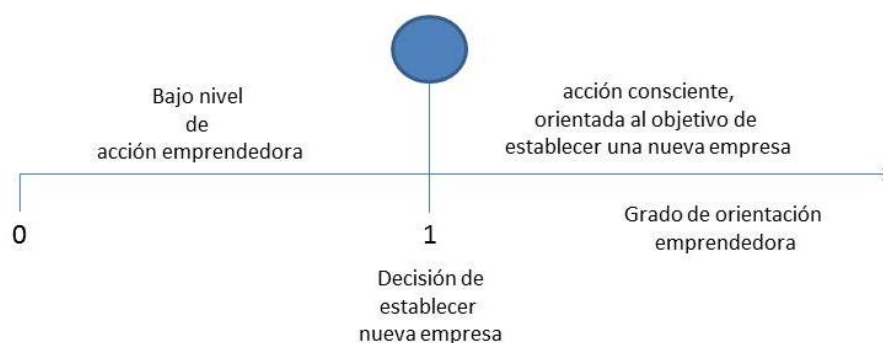 Bajo nivel
de
acción emprendedora
acción consciente,
orientada al objetivo de
establecer una nueva empresa
0
1
Grado de orientación
emprendedora
Decisión de
establecer
nueva empresa